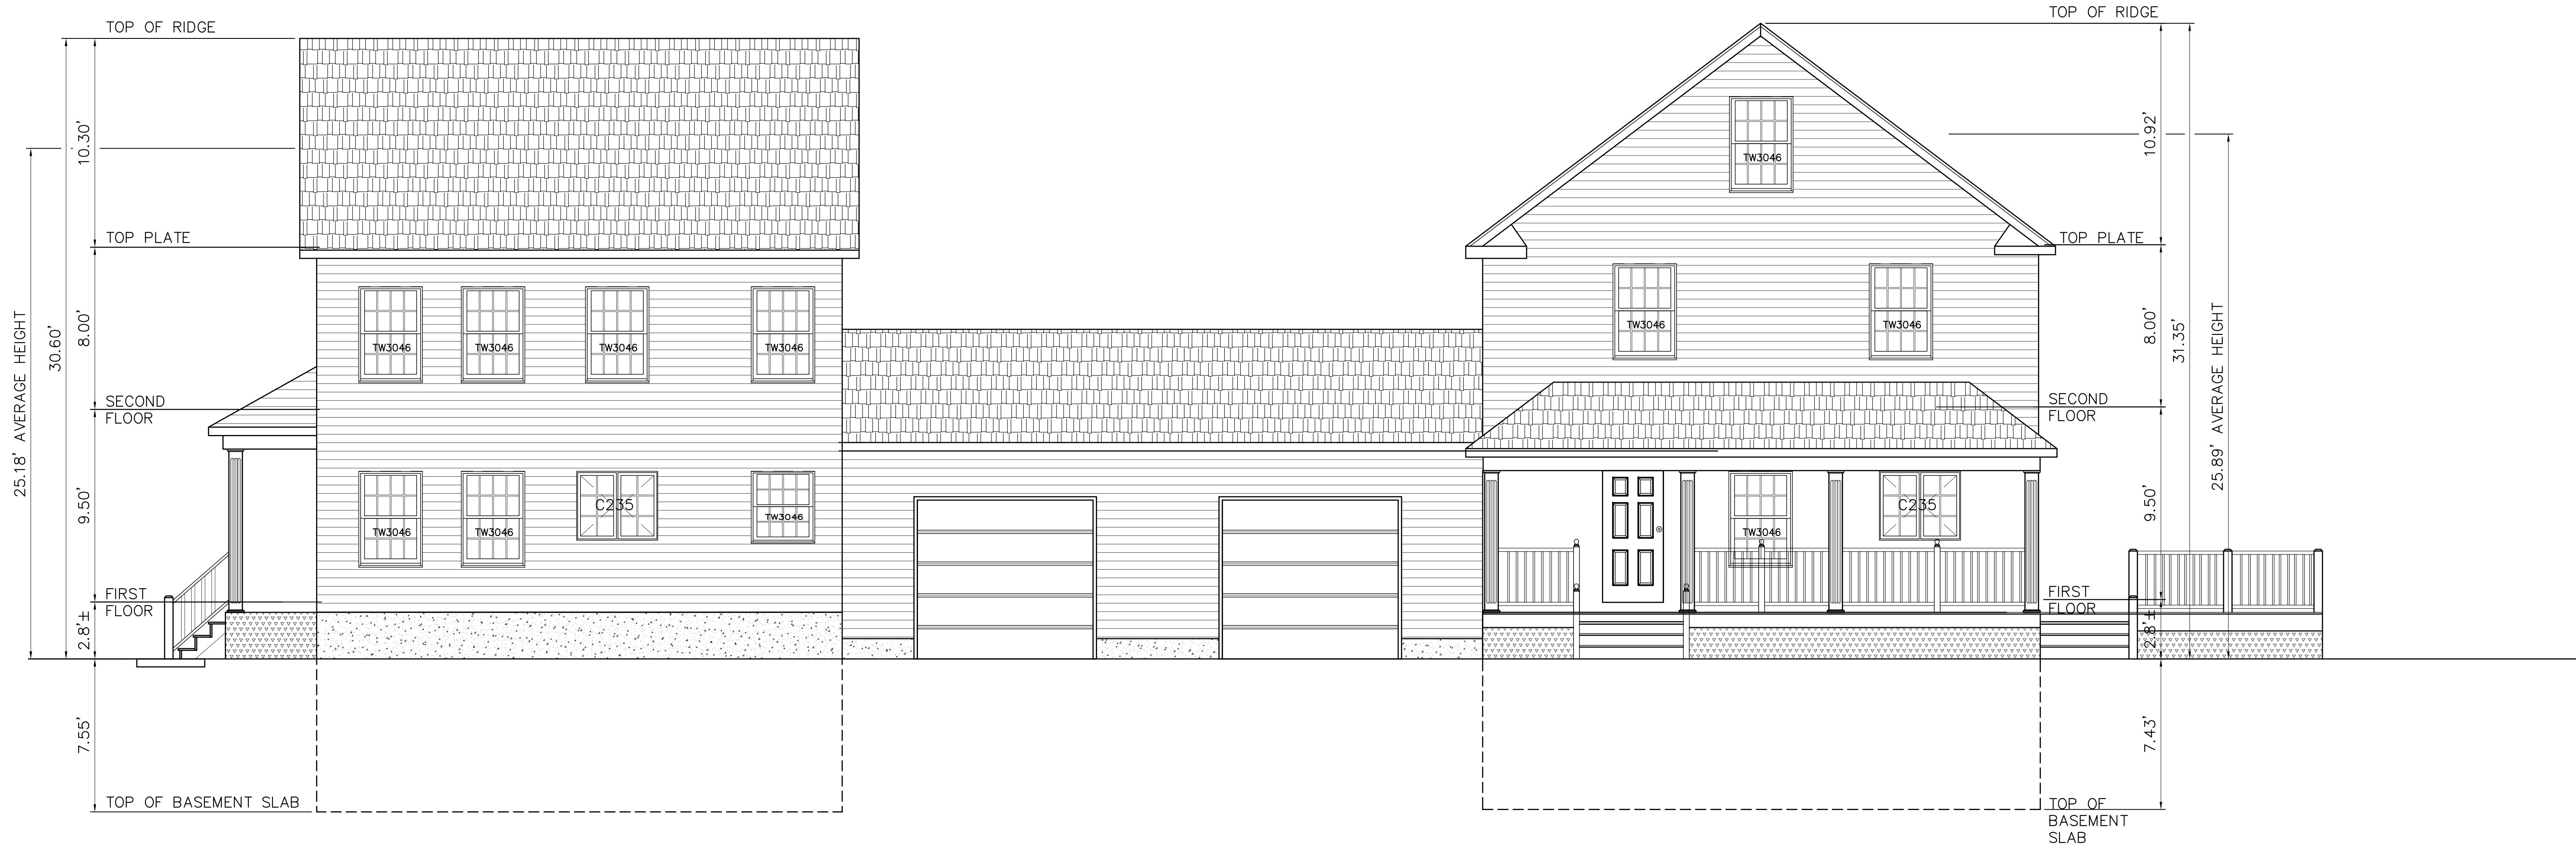 TOP OF RIDGE
10.30'
TOP PLATE
25.18' AVERAGE HEIGHT
30.60'
8.00'
SECOND
FLOOR
9.50'
FIRST
FLOOR
2.8'±
7.55'
TOP OF BASEMENT SLAB
TW3046
TW3046
TW3046
TW3046
TW3046
TW3046
C235
TW3046
TW3046
TW3046
TW3046
TW3046
C235
TOP OF RIDGE
10.92'
TOP PLATE
8.00'
31.35'
25.89' AVERAGE HEIGHT
SECOND
FLOOR
9.50'
FIRST
FLOOR
2.8'±
7.43'
TOP OF
BASEMENT
SLAB